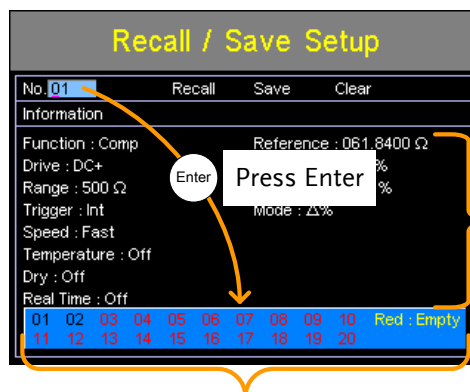 Recall / Save Setup
No.01 Recall Save Clear
Information
Function : Comp Reference : 061.8400 Ω
Drive : DC+ %
Range : 500 Ω %
Enter
Press Enter
Trigger : Int Mode : Δ%
Speed : Fast
Temperature : Off
Dry : Off
Real Time : Off
01 02 03 04 05 06 07 08 09 10 Red : Empty
11 12 13 14 15 16 17 18 19 20